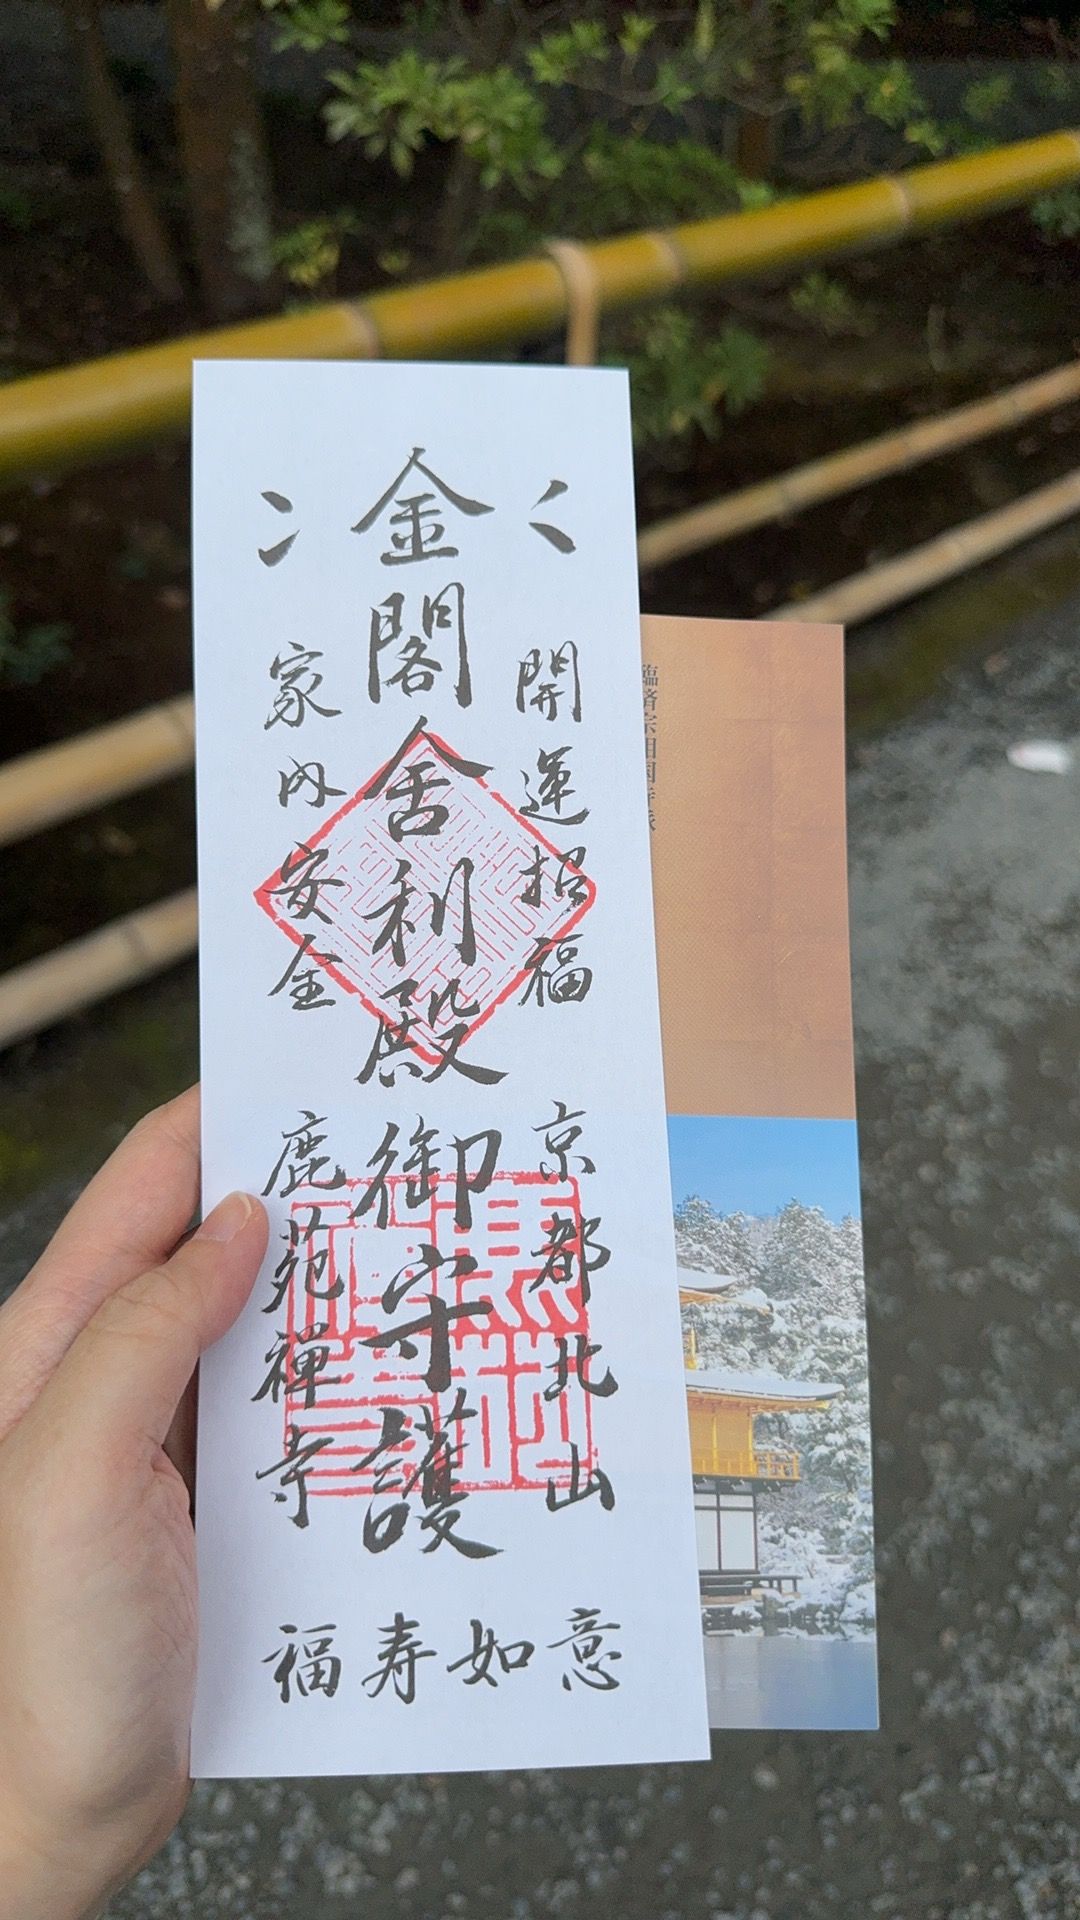 開運招福
京都北山
金閣舎利殿
御守護
家内安全
鹿苑禅寺
福寿如意
臨済宗相国寺派